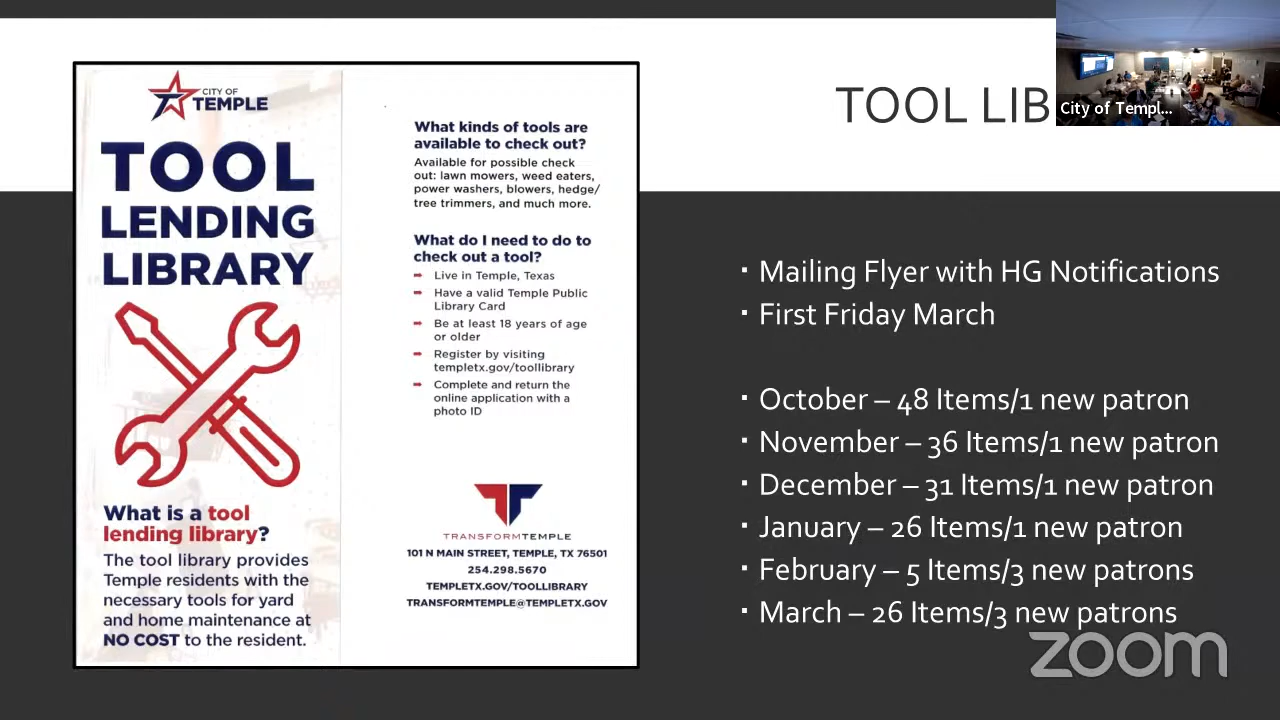 CITY OF
TEMPLE
TOOL
LENDING
LIBRARY
What is a tool
lending library?
The tool library provides
Temple residents with the
necessary tools for yard
and home maintenance at
NO COST to the resident.
What kinds of tools are
available to check out?
Available for possible check
out: lawn mowers, weed eaters,
power washers, blowers, hedge/
tree trimmers, and much more.
What do I need to do to
check out a tool?
Live in Temple, Texas
Have a valid Temple Public
Library Card
Be at least 18 years of age
or older
Register by visiting
templetx.gov/toollibrary
Complete and return the
online application with a
photo ID
TRANSFORMTEMPLE
101 N MAIN STREET, TEMPLE, TX 76501
254.298.5670
TEMPLETX.GOV/TOOLLIBRARY
TRANSFORMTEMPLE@TEMPLETX.GOV
TOOL LIB
City of Templ...
▪ Mailing Flyer with HG Notifications
▪ First Friday March
▪ October – 48 Items/1 new patron
▪ November – 36 Items/1 new patron
▪ December – 31 Items/1 new patron
▪ January – 26 Items/1 new patron
▪ February – 5 Items/3 new patrons
▪ March – 26 Items/3 new patrons
zoom